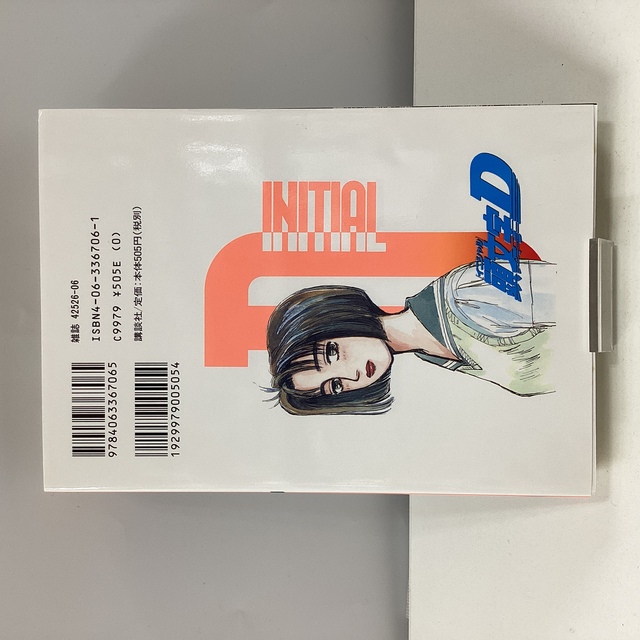 雑誌 42526-06
ISBN4-06-336706-1
C9979 ¥505E (0)
講談社/定価:本体505円(税別)
9784063367065
1929979005054
INITIAL
D
頭文字D